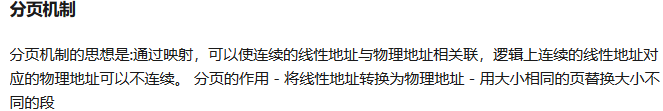 分页机制
分页机制的思想是:通过映射，可以使连续的线性地址与物理地址相关联，逻辑上连续的线性地址对
应的物理地址可以不连续。 分页的作用 - 将线性地址转换为物理地址 - 用大小相同的页替换大小不
同的段